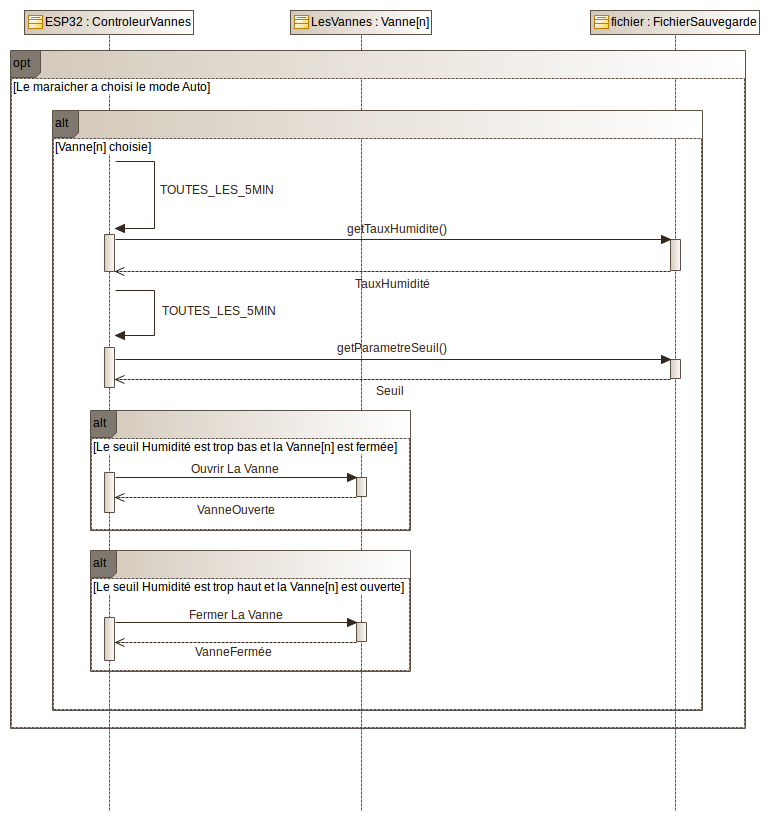 ESP32 : ControleurVannes
LesVannes : Vanne[n]
fichier : FichierSauvegarde
opt
[Le maraicher a choisi le mode Auto]
alt
[Vanne[n] choisie]
TOUTES_LES_5MIN
getTauxHumidite()
TauxHumidité
TOUTES_LES_5MIN
getParametreSeuil()
Seuil
alt
[Le seuil Humidité est trop bas et la Vanne[n] est fermée]
Ouvrir La Vanne
VanneOuverte
alt
[Le seuil Humidité est trop haut et la Vanne[n] est ouverte]
Fermer La Vanne
VanneFermée